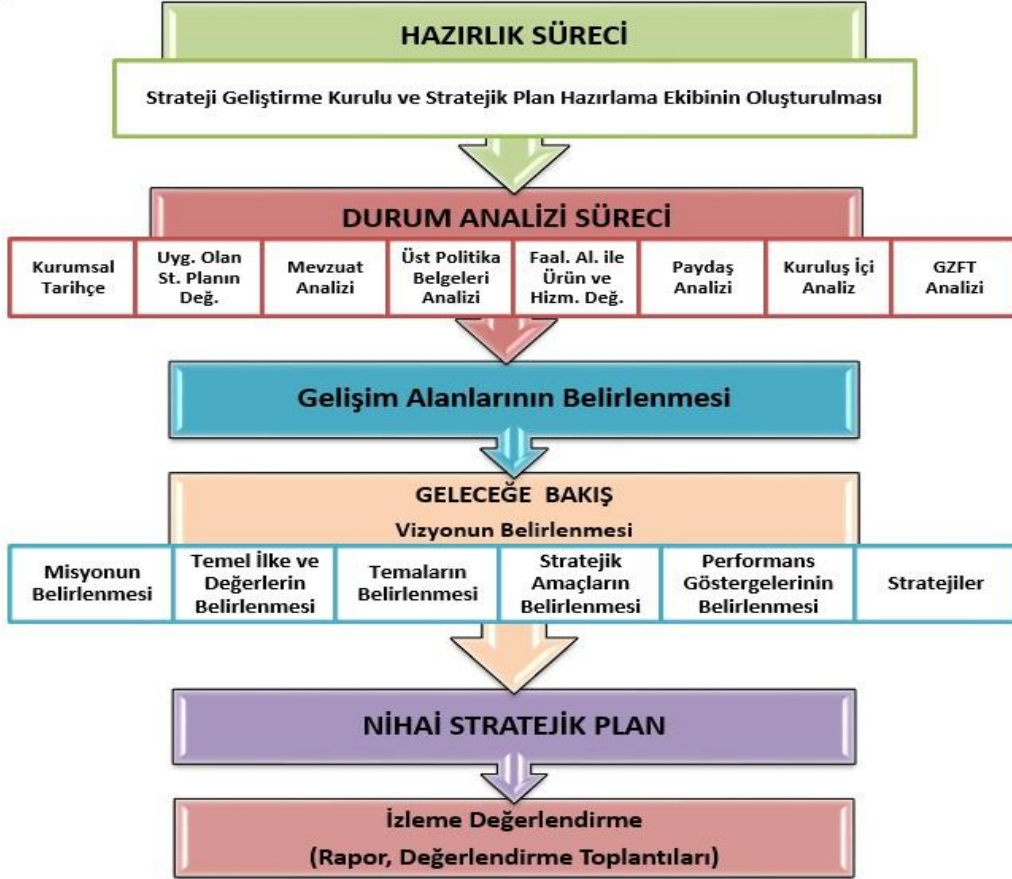 HAZIRLIK SÜRECİ
Strateji Geliştirme Kurulu ve Stratejik Plan Hazırlama Ekibinin Oluşturulması
DURUM ANALİZİ SÜRECİ
Kurumsal
Tarihçe
Uyg. Olan
St. Planın
Değ.
Mevzuat
Analizi
Üst Politika
Belgeleri
Analizi
Faal. Al. ile
Ürün ve
Hizm. Değ.
Paydaş
Analizi
Kuruluş İçi
Analiz
GZFT
Analizi
Gelişim Alanlarının Belirlenmesi
GELECEĞE BAKIŞ
Vizyonun Belirlenmesi
Misyonun
Belirlenmesi
Temel İlke ve
Değerlerin
Belirlenmesi
Temaların
Belirlenmesi
Stratejik
Amaçların
Belirlenmesi
Performans
Göstergelerinin
Belirlenmesi
Stratejiler
NİHAİ STRATEJİK PLAN
İzleme Değerlendirme
(Rapor, Değerlendirme Toplantıları)